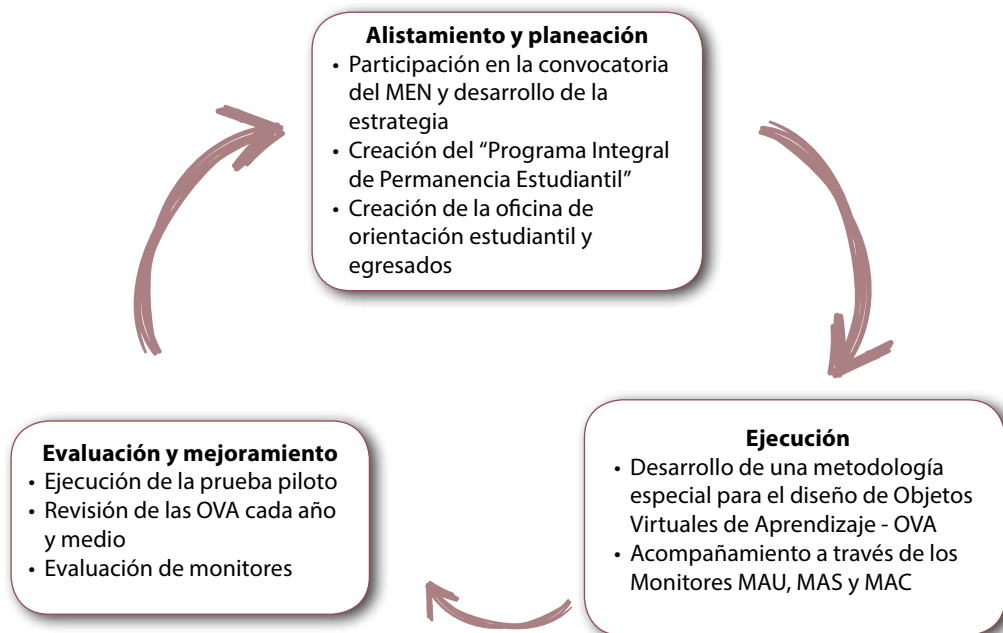 Alistamiento y planeación
• Participación en la convocatoria
del MEN y desarrollo de la
estrategia
• Creación del “Programa Integral
de Permanencia Estudiantil”
• Creación de la oficina de
orientación estudiantil y
egresados
Ejecución
• Desarrollo de una metodología
especial para el diseño de Objetos
Virtuales de Aprendizaje - OVA
• Acompañamiento a través de los
Monitores MAU, MAS y MAC
Evaluación y mejoramiento
• Ejecución de la prueba piloto
• Revisión de las OVA cada año
y medio
• Evaluación de monitores